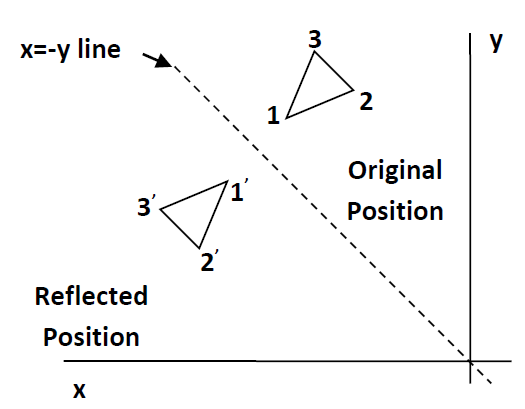 3
y
x=-y line
2
1
Original
Position
1′
3′
2′
Reflected
Position
x